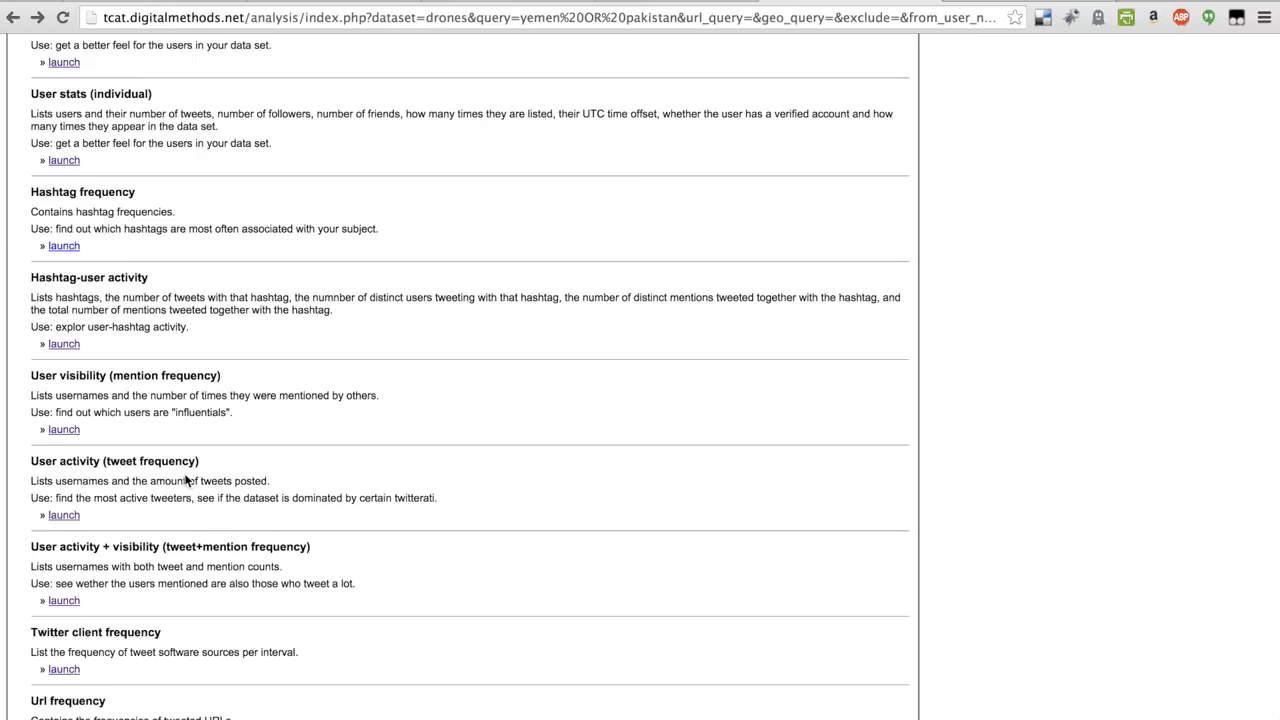 tcat.digitalmethods.net/analysis/index.php?dataset=drones&query=yemen%20OR%20pakistan&url_query=&geo_query=&exclude=&from_user_n...
ABP
Use: get a better feel for the users in your data set.
» launch
User stats (individual)
Lists users and their number of tweets, number of followers, number of friends, how many times they are listed, their UTC time offset, whether the user has a verified account and how
many times they appear in the data set.
Use: get a better feel for the users in your data set.
» launch
Hashtag frequency
Contains hashtag frequencies.
Use: find out which hashtags are most often associated with your subject.
» launch
Hashtag-user activity
Lists hashtags, the number of tweets with that hashtag, the numnber of distinct users tweeting with that hashtag, the number of distinct mentions tweeted together with the hashtag, and
the total number of mentions tweeted together with the hashtag.
Use: explor user-hashtag activity.
» launch
User visibility (mention frequency)
Lists usernames and the number of times they were mentioned by others.
Use: find out which users are "influentials".
» launch
User activity (tweet frequency)
Lists usernames and the amount of tweets posted.
Use: find the most active tweeters, see if the dataset is dominated by certain twitterati.
» launch
User activity + visibility (tweet+mention frequency)
Lists usernames with both tweet and mention counts.
Use: see wether the users mentioned are also those who tweet a lot.
» launch
Twitter client frequency
List the frequency of tweet software sources per interval.
» launch
Url frequency
Contains the frequencies of tweeted URLs.